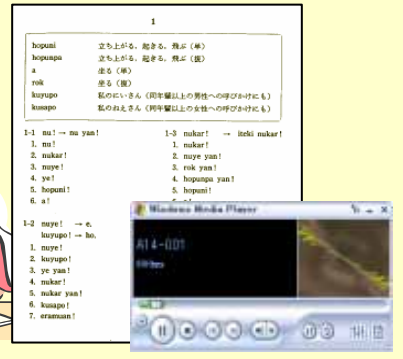 1
hopuni 立ち上がる、起きる、飛ぶ（単）
hopunpa 立ち上がる、起きる、飛ぶ（複）
a 坐る（単）
rok 坐る（複）
kuyupo 私のにいさん（同年輩以上の男性への呼びかけにも）
kusapo 私のねえさん（同年輩以上の女性への呼びかけにも）
1-1 nu! → nu yan!
1. nu!
2. nukar!
3. nuye!
4. ye!
5. hopuni!
6. a!
1-3 nukar! → iteki nukar!
1. nukar!
2. nuye yan!
3. rok yan!
4. hopunpa yan!
5. hopuni!
1-2 nuye! → e.
kuyupo! → ho.
1. nuye!
2. kuyupo!
3. ye yan!
4. nukar!
5. nukar yan!
6. kusapo!
7. eramuan!
Windows Media Player
A14-001